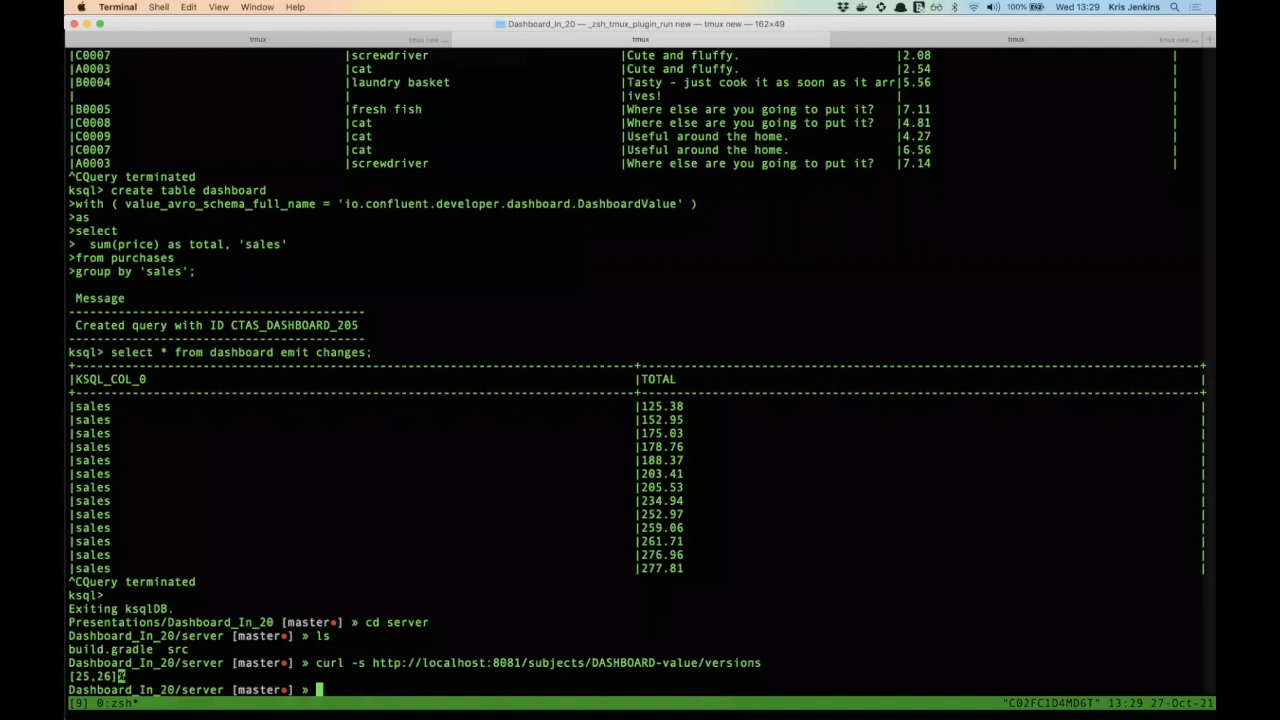 Terminal Shell Edit View Window Help 100% Wed 13:29 Kris Jenkins
Dashboard_In_20 — _zsh_tmux_plugin_run new — tmux new — 162×49
tmux tmux new ... tmux tmux tmux new ... +
|C0007 |screwdriver |Cute and fluffy. |2.08 |
|A0003 |cat |Cute and fluffy. |2.54 |
|B0004 |laundry basket |Tasty - just cook it as soon as it arr|5.56 |
| | |ives! | |
|B0005 |fresh fish |Where else are you going to put it? |7.11 |
|C0008 |cat |Where else are you going to put it? |4.81 |
|C0009 |cat |Useful around the home. |4.27 |
|C0007 |cat |Useful around the home. |6.56 |
|A0003 |screwdriver |Where else are you going to put it? |7.14 |
^CQuery terminated
ksql> create table dashboard
>with ( value_avro_schema_full_name = 'io.confluent.developer.dashboard.DashboardValue' )
>as
>select
> sum(price) as total, 'sales'
>from purchases
>group by 'sales';
Message
----------------------------------------
Created query with ID CTAS_DASHBOARD_205
----------------------------------------
ksql> select * from dashboard emit changes;
|KSQL_COL_0 |TOTAL |
|sales |125.38 |
|sales |152.95 |
|sales |175.03 |
|sales |178.76 |
|sales |188.37 |
|sales |203.41 |
|sales |205.53 |
|sales |234.94 |
|sales |252.97 |
|sales |259.06 |
|sales |261.71 |
|sales |276.96 |
|sales |277.81 |
^CQuery terminated
ksql>
Exiting ksqlDB.
Presentations/Dashboard_In_20 [master●] » cd server
Dashboard_In_20/server [master●] » ls
build.gradle src
Dashboard_In_20/server [master●] » curl -s http://localhost:8081/subjects/DASHBOARD-value/versions
[25,26]%
Dashboard_In_20/server [master●] »
[9] 0:zsh* "C02FC1D4MD6T" 13:29 27-Oct-21